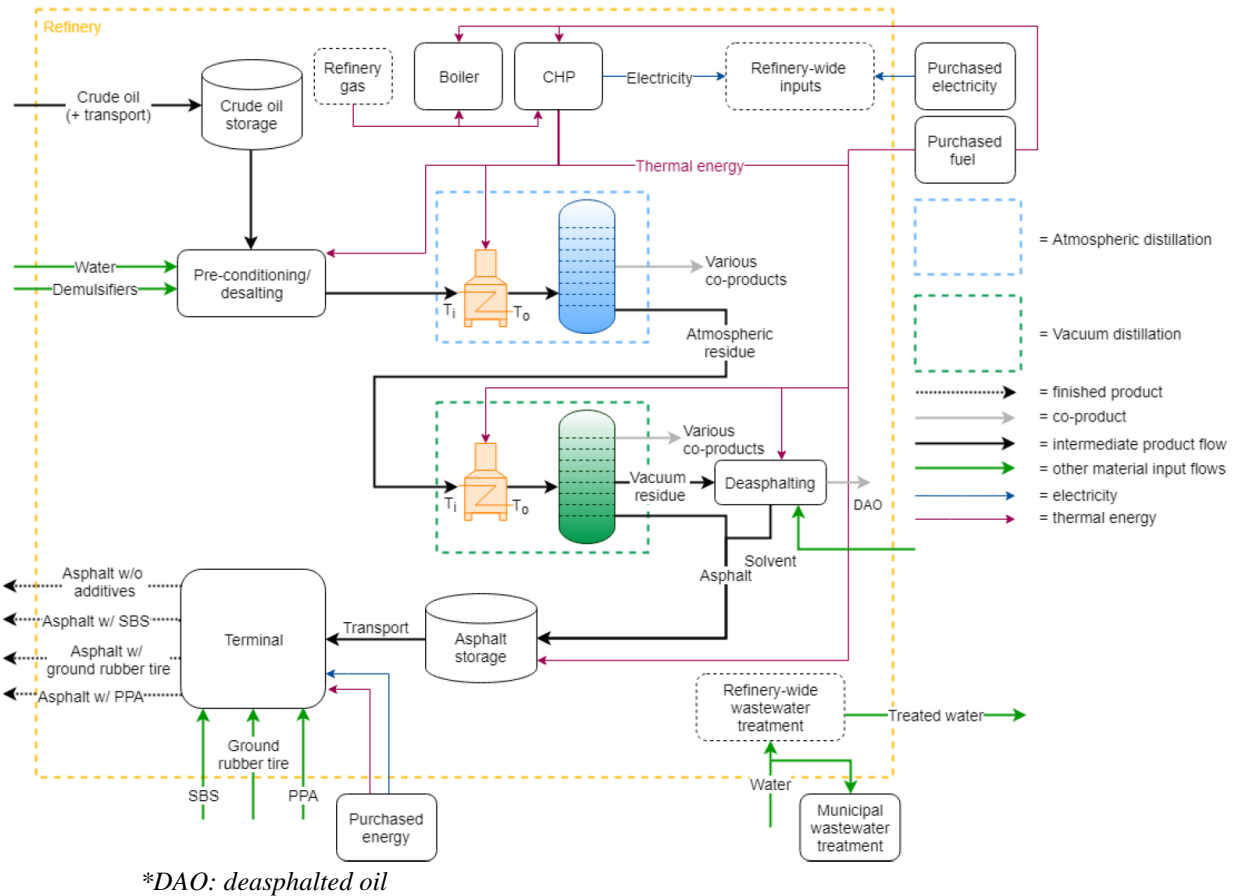 Refinery
Crude oil
(+ transport)
Crude oil
storage
Refinery
gas
Boiler
CHP
Electricity
Refinery-wide
inputs
Purchased
electricity
Purchased
fuel
Thermal energy
Water
Demulsifiers
Pre-conditioning/
desalting
Ti
To
Various
co-products
Atmospheric
residue
= Atmospheric distillation
= Vacuum distillation
= finished product
= co-product
= intermediate product flow
= other material input flows
= electricity
= thermal energy
Ti
To
Various
co-products
Vacuum
residue
Deasphalting
DAO
Solvent
Asphalt
Asphalt w/o
additives
Asphalt w/ SBS
Asphalt w/
ground rubber tire
Asphalt w/ PPA
Terminal
Transport
Asphalt
storage
Refinery-wide
wastewater
treatment
Treated water
Water
Municipal
wastewater
treatment
SBS
Ground
rubber tire
PPA
Purchased
energy
*DAO: deasphalted oil